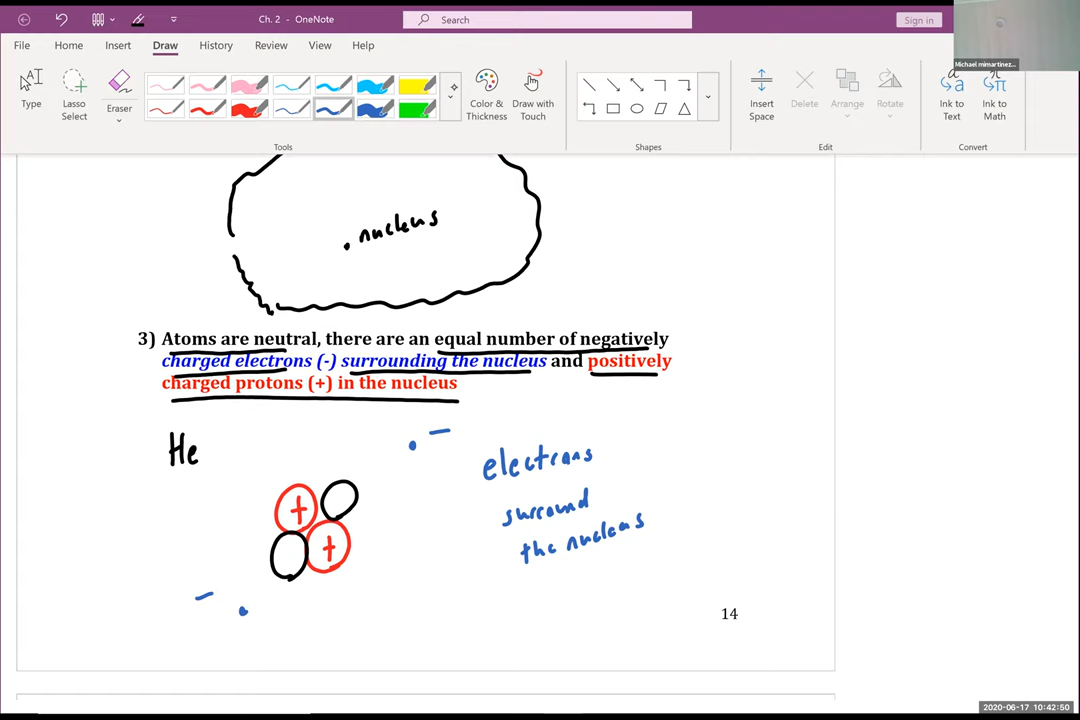 Ch. 2 - OneNote
Search
Sign in
File Home Insert Draw History Review View Help
Michael mimartinez...
Type
Lasso Select
Eraser
Color & Thickness
Draw with Touch
Insert Space
Delete
Arrange
Rotate
Ink to Text
Ink to Math
Tools
Shapes
Edit
Convert
nucleus
3) Atoms are neutral, there are an equal number of negatively
charged electrons (-) surrounding the nucleus and positively
charged protons (+) in the nucleus
He
electrons
surround
the nucleus
+
+
14
2020-06-17 10:42:50